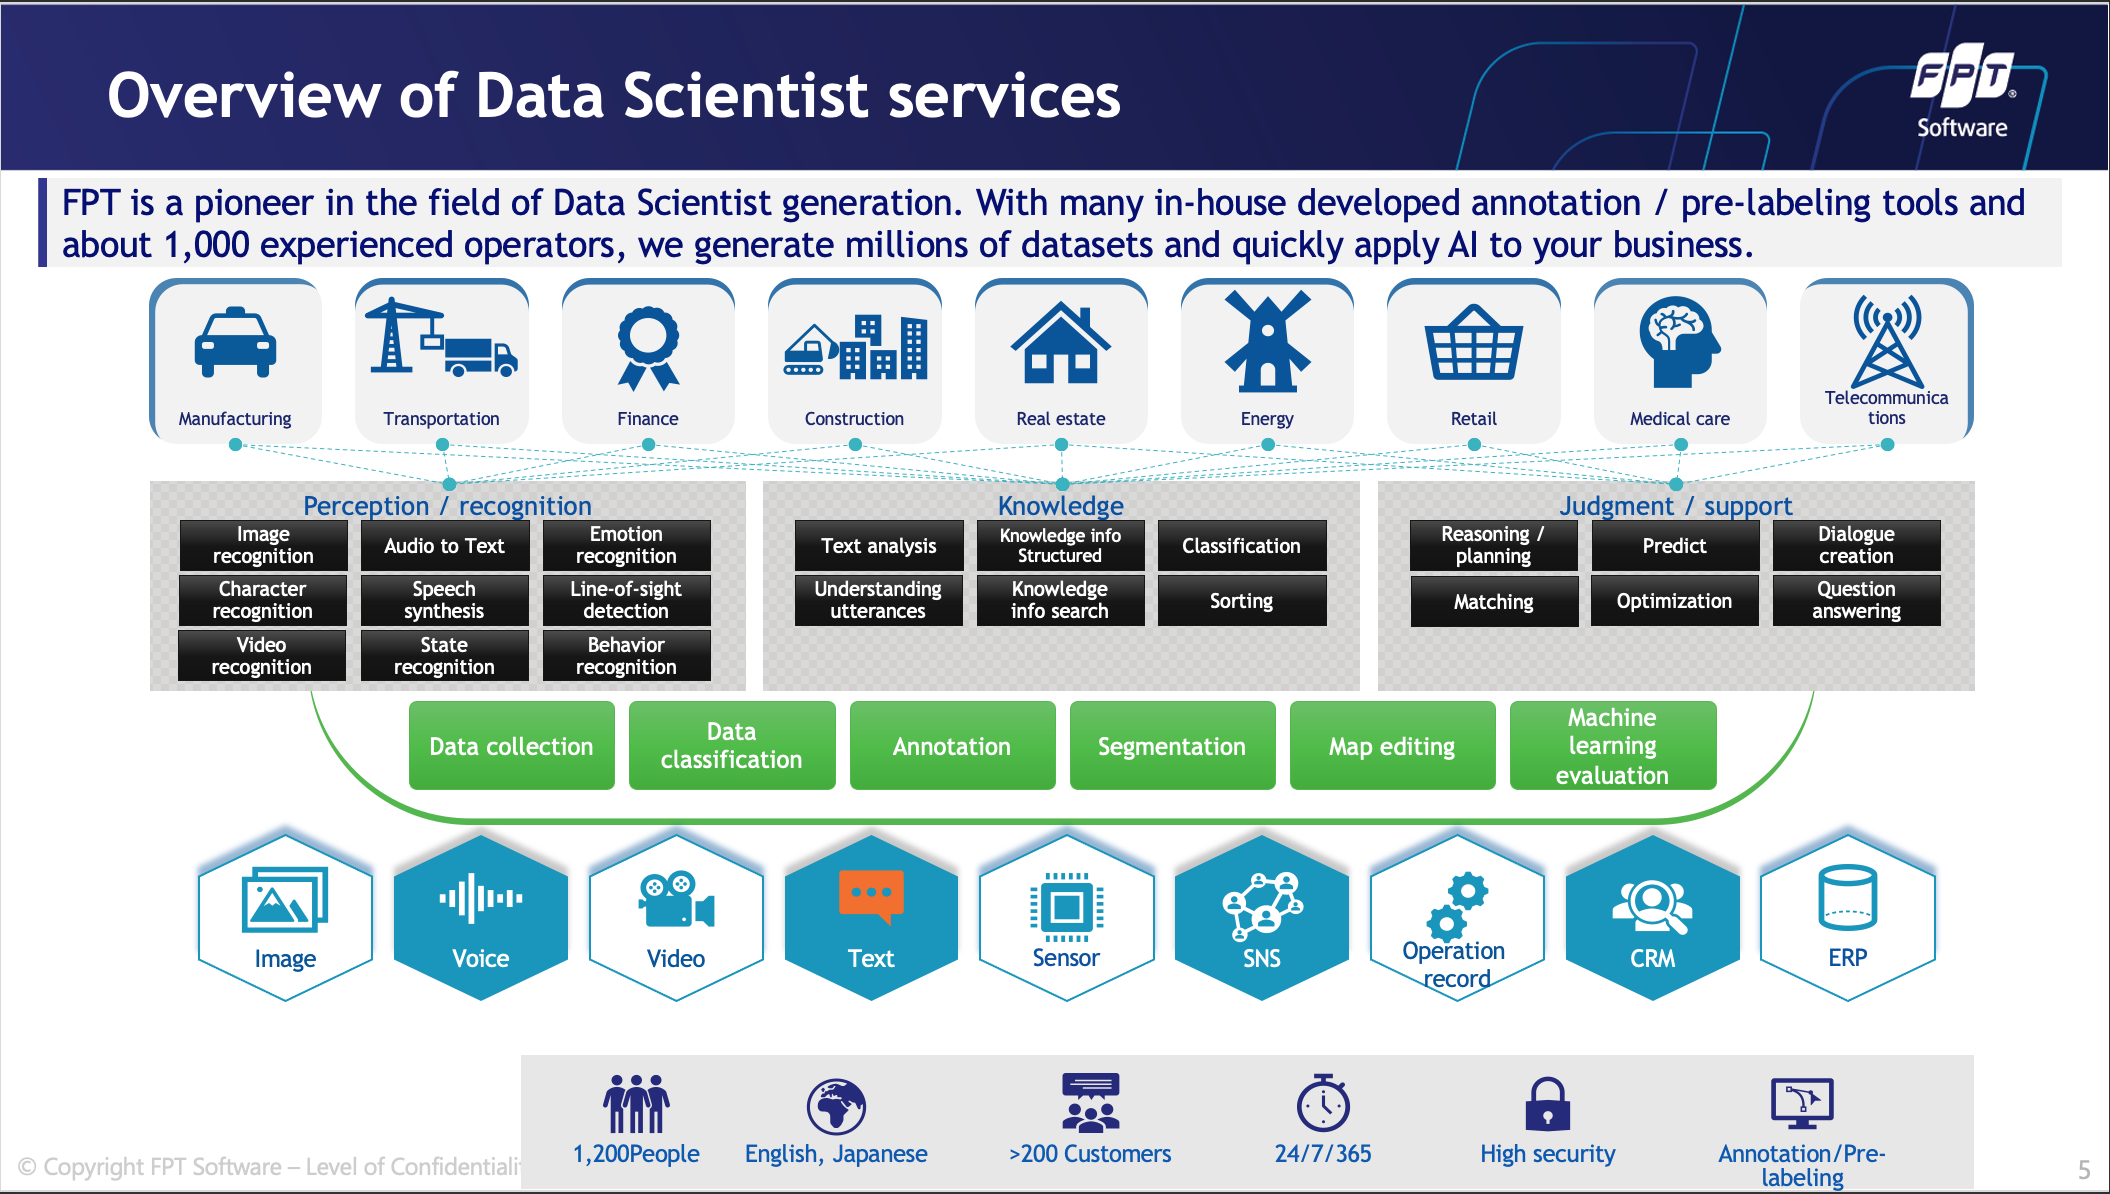 Overview of Data Scientist services
FPT®
Software
FPT is a pioneer in the field of Data Scientist generation. With many in-house developed annotation / pre-labeling tools and
about 1,000 experienced operators, we generate millions of datasets and quickly apply AI to your business.
Manufacturing
Transportation
Finance
Construction
Real estate
Energy
Retail
Medical care
Telecommunica
tions
Perception / recognition
Image
recognition
Audio to Text
Emotion
recognition
Character
recognition
Speech
synthesis
Line-of-sight
detection
Video
recognition
State
recognition
Behavior
recognition
Knowledge
Text analysis
Knowledge info
Structured
Classification
Understanding
utterances
Knowledge
info search
Sorting
Judgment / support
Reasoning /
planning
Predict
Dialogue
creation
Matching
Optimization
Question
answering
Data collection
Data
classification
Annotation
Segmentation
Map editing
Machine
learning
evaluation
Image
Voice
Video
Text
Sensor
SNS
Operation
record
CRM
ERP
1,200People
English, Japanese
>200 Customers
24/7/365
High security
Annotation/Pre-
labeling
© Copyright FPT Software – Level of
5